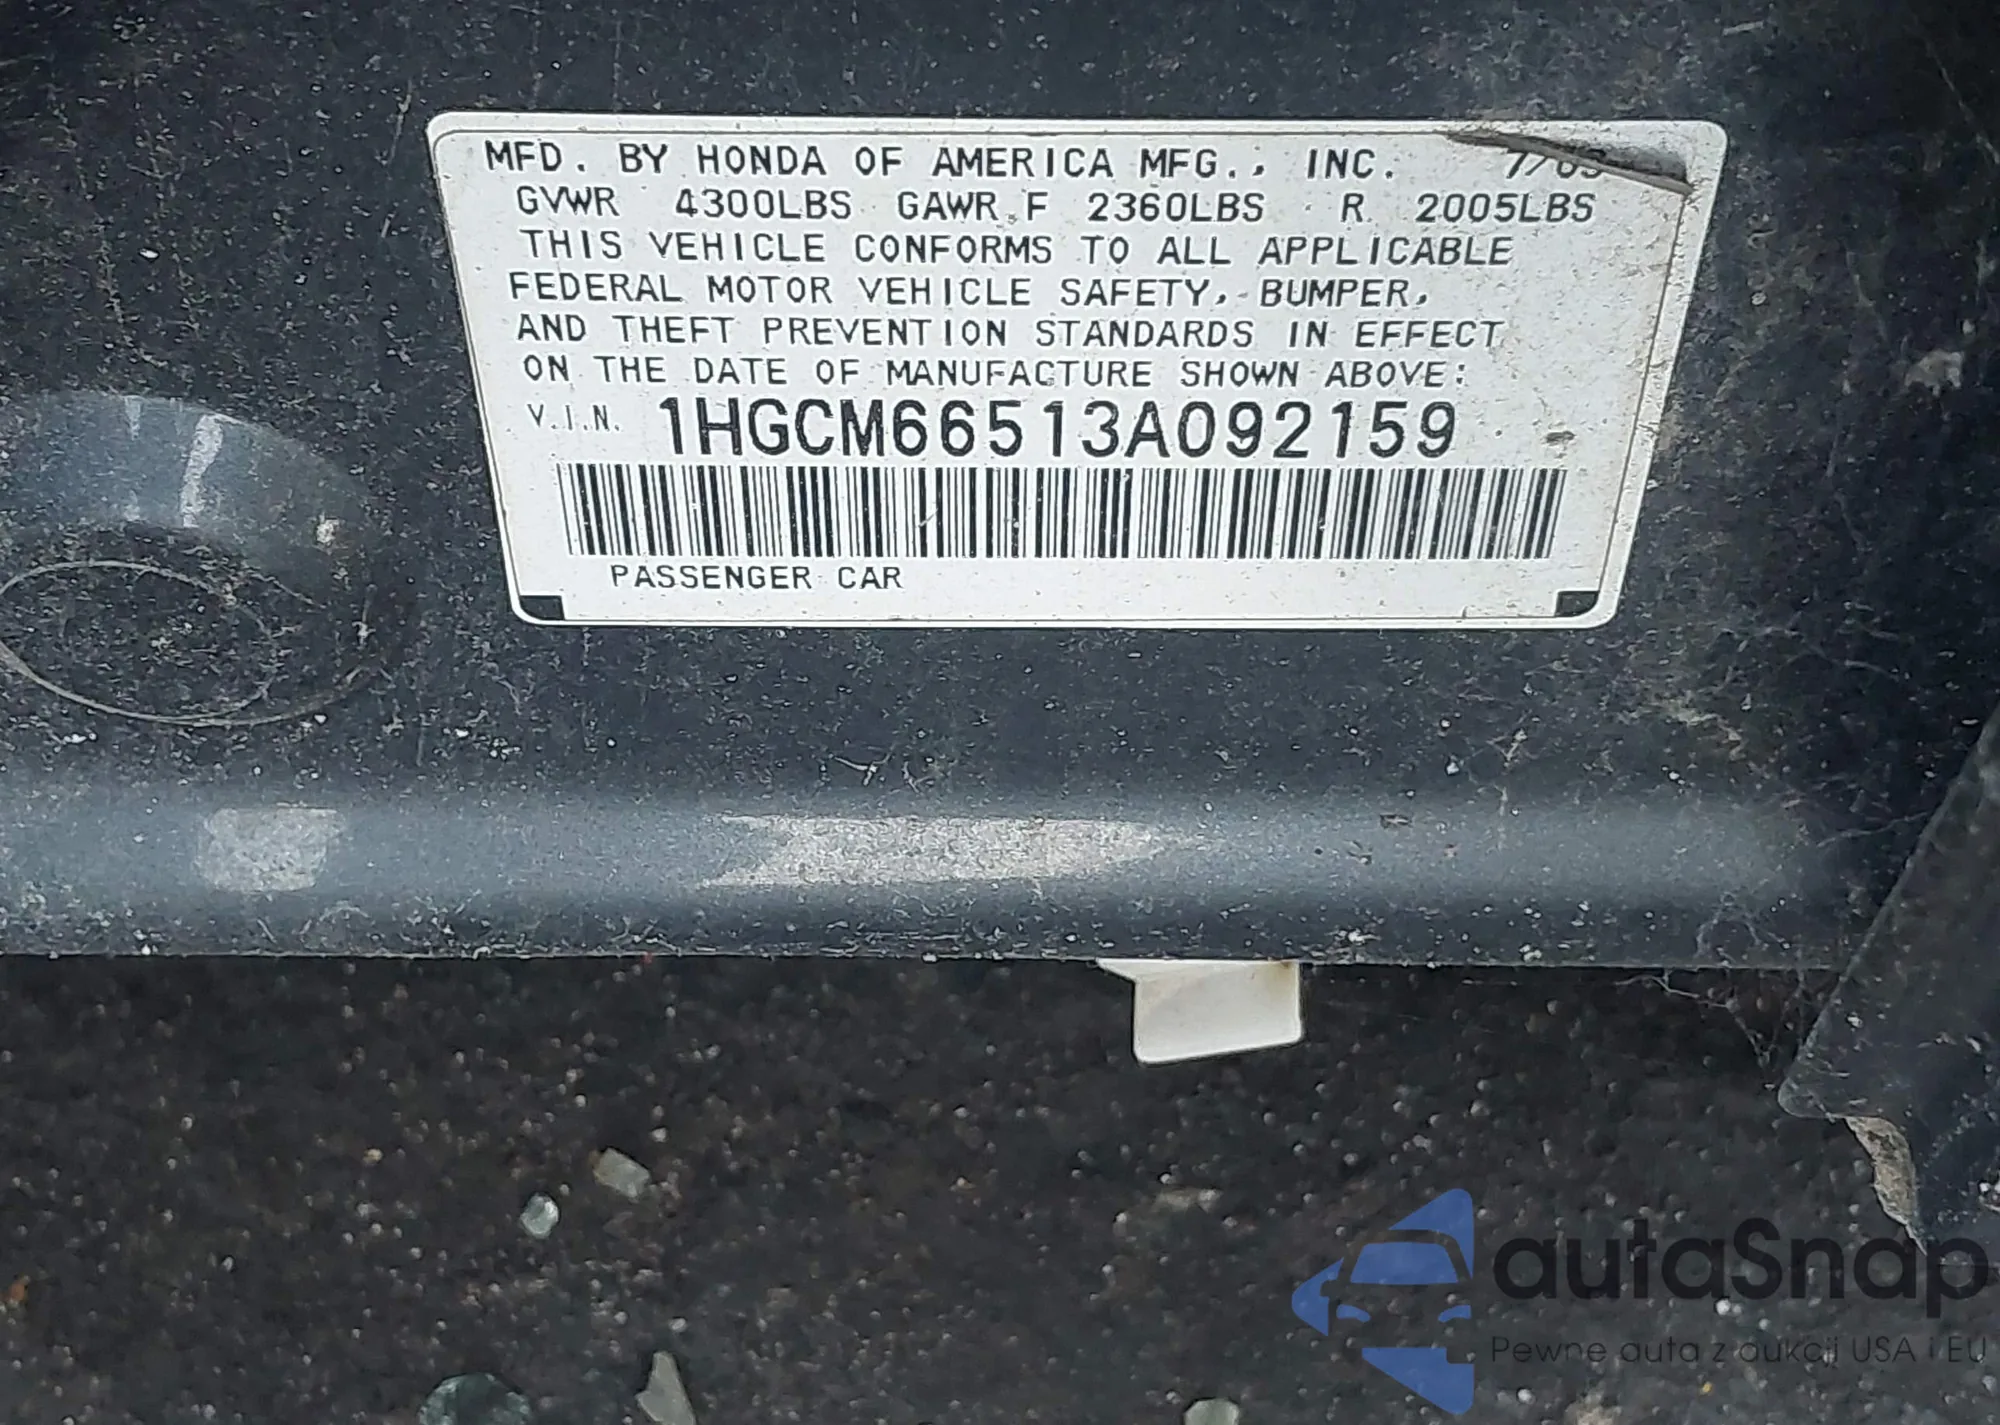 MFD. BY HONDA OF AMERICA MFG., INC. 7/03
GVWR 4300LBS GAWR F 2360LBS R 2005LBS
THIS VEHICLE CONFORMS TO ALL APPLICABLE
FEDERAL MOTOR VEHICLE SAFETY, BUMPER,
AND THEFT PREVENTION STANDARDS IN EFFECT
ON THE DATE OF MANUFACTURE SHOWN ABOVE:
V.I.N. 1HGCM66513A092159
PASSENGER CAR
autaSnap
Pewne auta z aukcji USA i EU